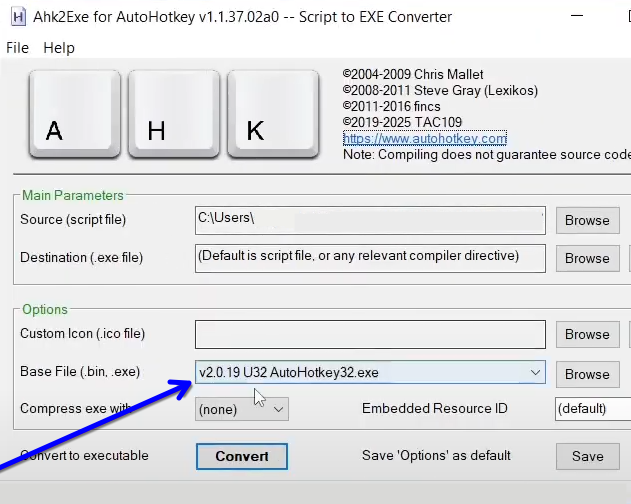 Ahk2Exe for AutoHotkey v1.1.37.02a0 -- Script to EXE Converter
File Help
A H K
©2004-2009 Chris Mallet
©2008-2011 Steve Gray (Lexikos)
©2011-2016 fincs
©2019-2025 TAC109
https://www.autohotkey.com
Note: Compiling does not guarantee source code
Main Parameters
Source (script file) C:\Users\ Browse
Destination (.exe file) (Default is script file, or any relevant compiler directive) Browse
Options
Custom Icon (.ico file) Browse
Base File (.bin, .exe) v2.0.19 U32 AutoHotkey32.exe Browse
Compress exe with (none) Embedded Resource ID (default)
Convert to executable Convert Save 'Options' as default Save